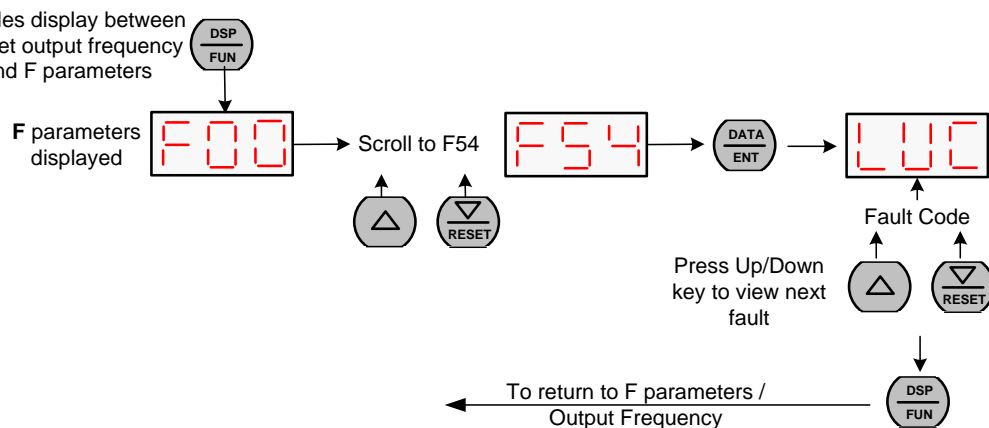 les display between
et output frequency
nd F parameters
DSP
FUN
F parameters
displayed
F00
Scroll to F54
F54
DATA
ENT
LUC
RESET
Fault Code
Press Up/Down
key to view next
fault
RESET
To return to F parameters /
Output Frequency
DSP
FUN